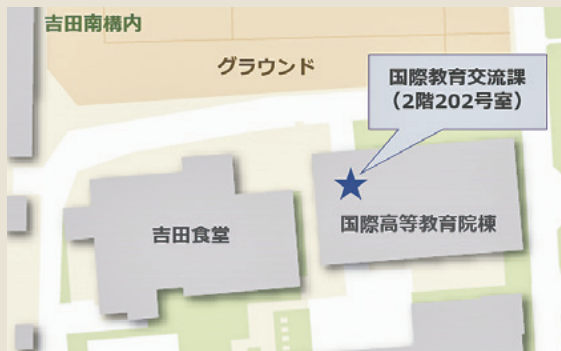 吉田南構内
グラウンド
国際教育交流課
（2階202号室）
国際高等教育院棟
吉田食堂